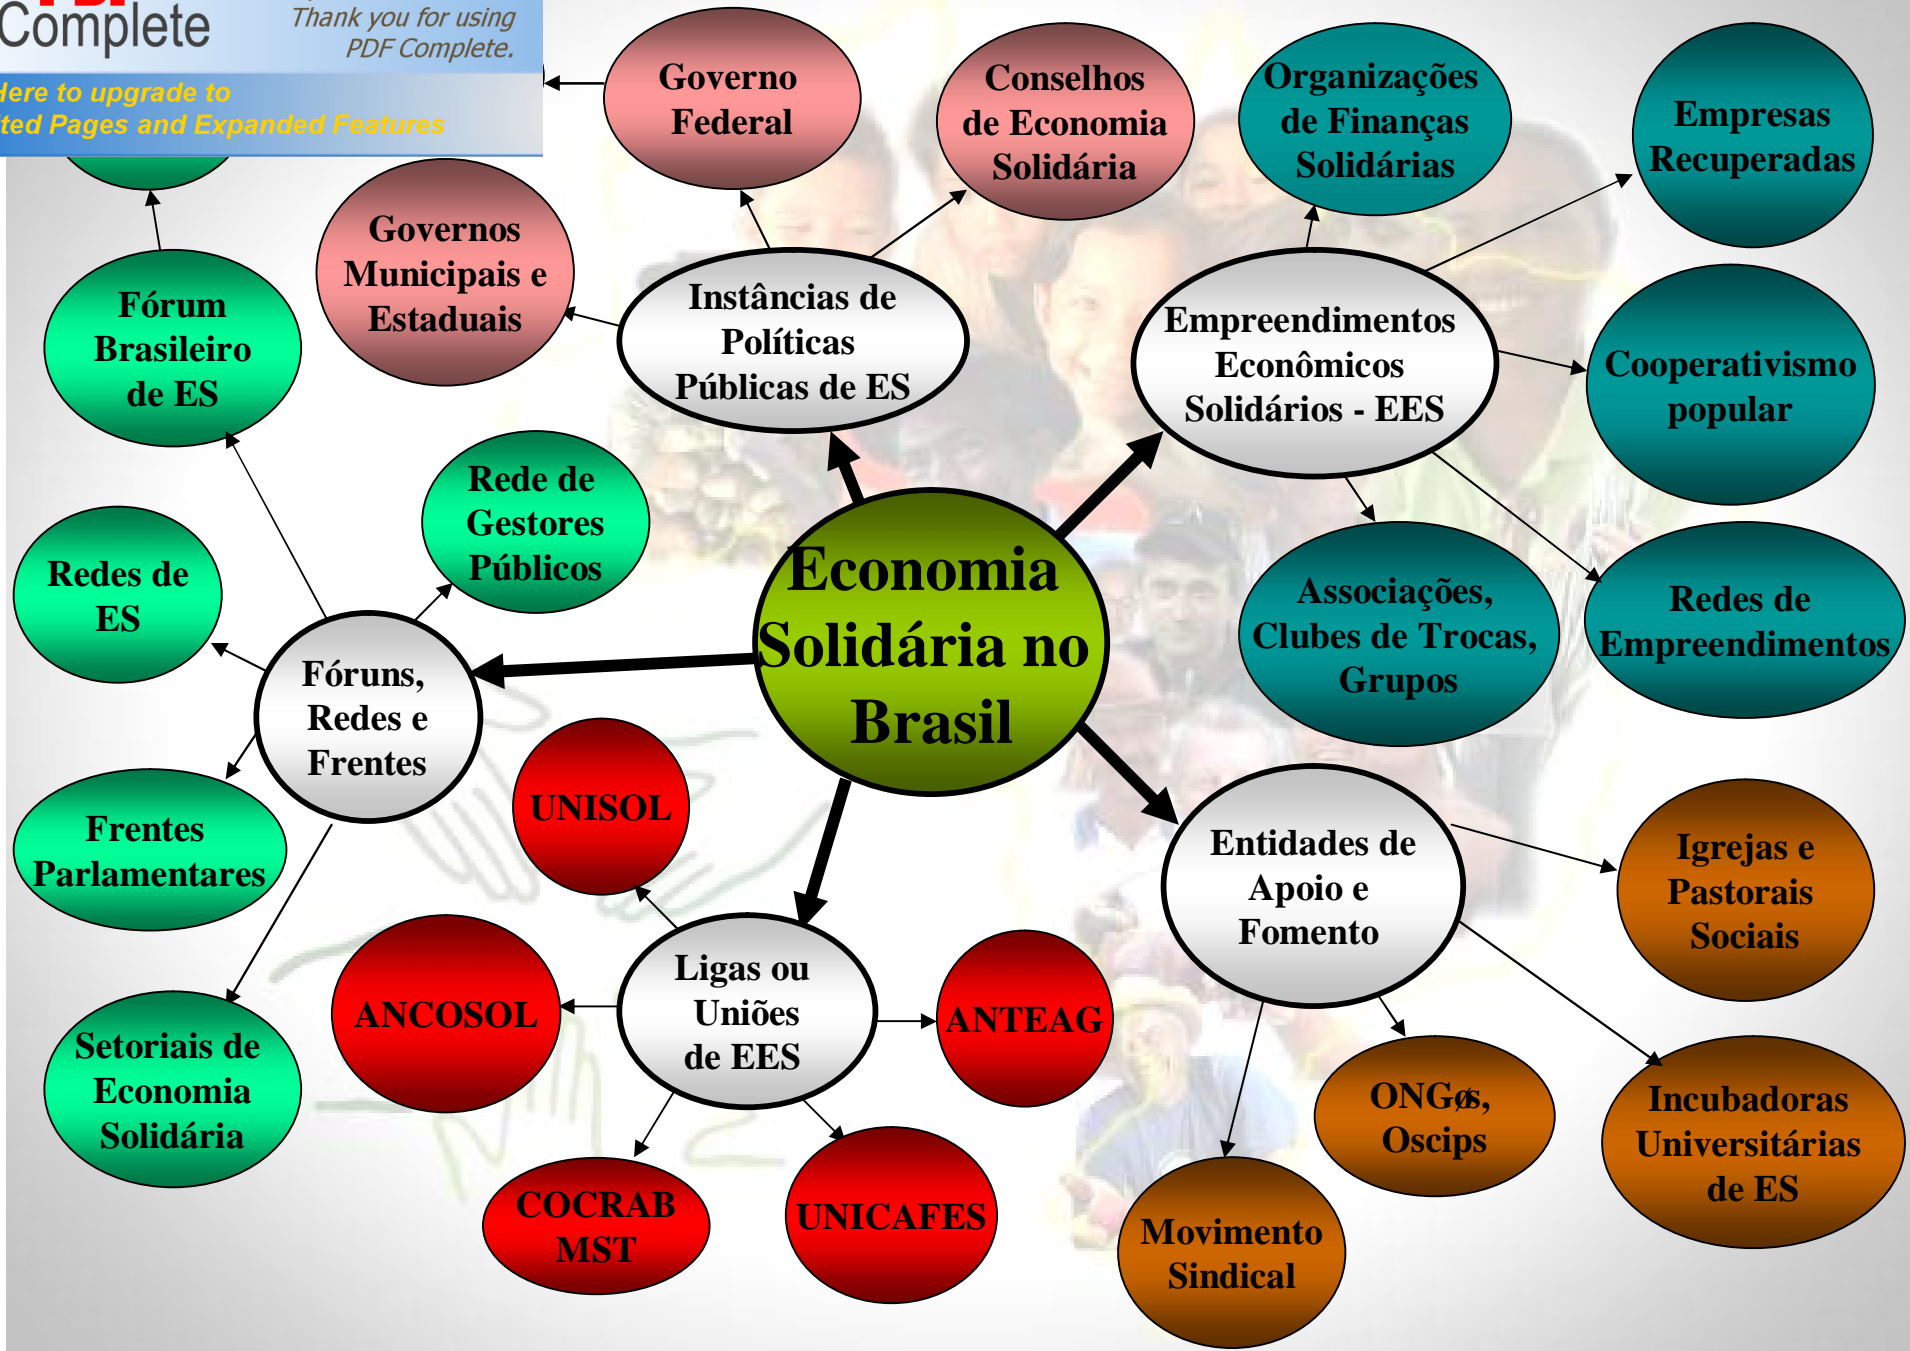 Complete
Thank you for using
PDF Complete.
Here to upgrade to
ted Pages and Expanded Features
Governo
Federal
Conselhos
de Economia
Solidária
Organizações
de Finanças
Solidárias
Empresas
Recuperadas
Governos
Municipais e
Estaduais
Fórum
Brasileiro
de ES
Instâncias de
Políticas
Públicas de ES
Empreendimentos
Econômicos
Solidários - EES
Cooperativismo
popular
Rede de
Gestores
Públicos
Redes de
ES
Economia
Solidária no
Brasil
Associações,
Clubes de Trocas,
Grupos
Redes de
Empreendimentos
Fóruns,
Redes e
Frentes
UNISOL
Frentes
Parlamentares
Entidades de
Apoio e
Fomento
Igrejas e
Pastorais
Sociais
ANCOSOL
Ligas ou
Uniões
de EES
ANTEAG
Setoriais de
Economia
Solidária
ONGøs,
Oscips
Incubadoras
Universitárias
de ES
COCRAB
MST
UNICAFES
Movimento
Sindical